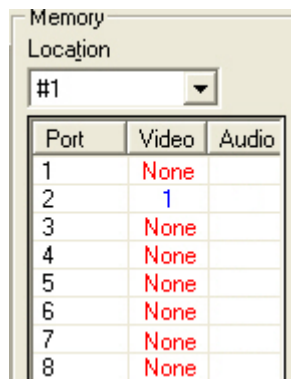 Memory
Location
#1
Port Video Audio
1 None
2 1
3 None
4 None
5 None
6 None
7 None
8 None